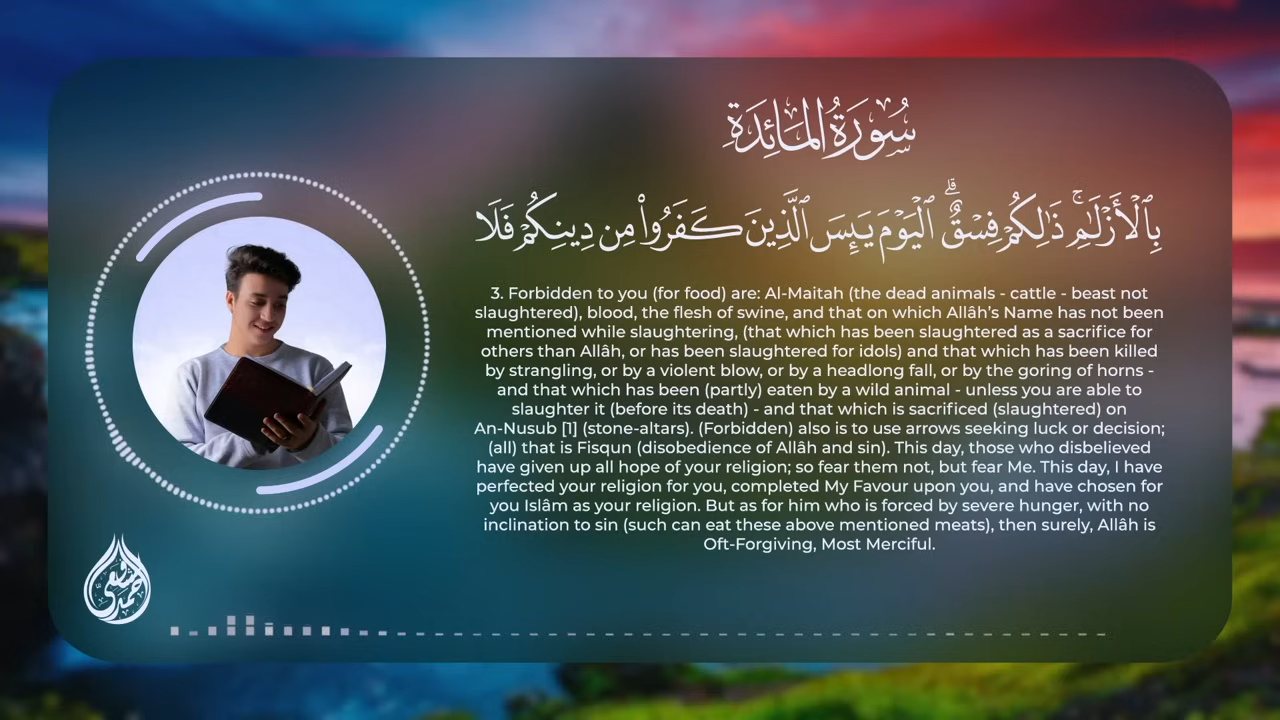 سُورَةُ المَائِدَةِ
بِٱلْأَزْلَٰمِ ۚ ذَٰلِكُمْ فِسْقٌ ۗ ٱلْيَوْمَ يَئِسَ ٱلَّذِينَ كَفَرُوا۟ مِن دِينِكُمْ فَلَا
3. Forbidden to you (for food) are: Al-Maitah (the dead animals - cattle - beast not
slaughtered), blood, the flesh of swine, and that on which Allâh’s Name has not been
mentioned while slaughtering, (that which has been slaughtered as a sacrifice for
others than Allâh, or has been slaughtered for idols) and that which has been killed
by strangling, or by a violent blow, or by a headlong fall, or by the goring of horns -
and that which has been (partly) eaten by a wild animal - unless you are able to
slaughter it (before its death) - and that which is sacrificed (slaughtered) on
An-Nusub [1] (stone-altars). (Forbidden) also is to use arrows seeking luck or decision;
(all) that is Fisqun (disobedience of Allâh and sin). This day, those who disbelieved
have given up all hope of your religion; so fear them not, but fear Me. This day, I have
perfected your religion for you, completed My Favour upon you, and have chosen for
you Islâm as your religion. But as for him who is forced by severe hunger, with no
inclination to sin (such can eat these above mentioned meats), then surely, Allâh is
Oft-Forgiving, Most Merciful.